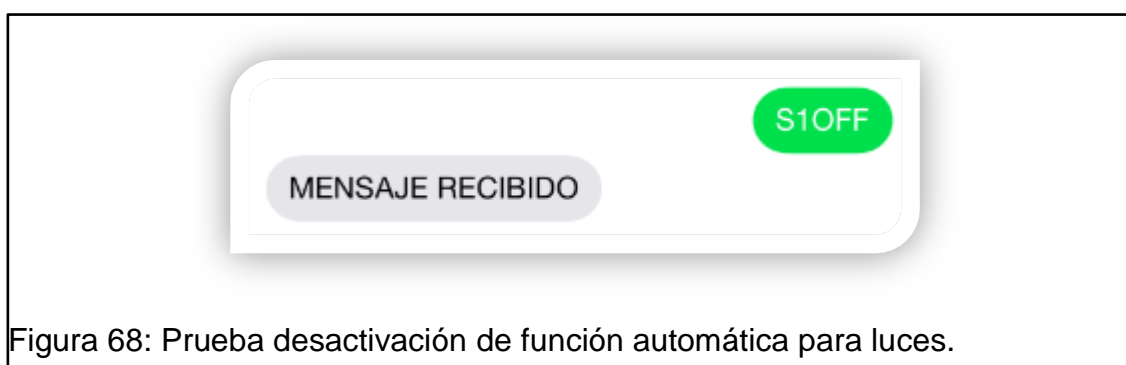 S1OFF
MENSAJE RECIBIDO
Figura 68: Prueba desactivación de función automática para luces.